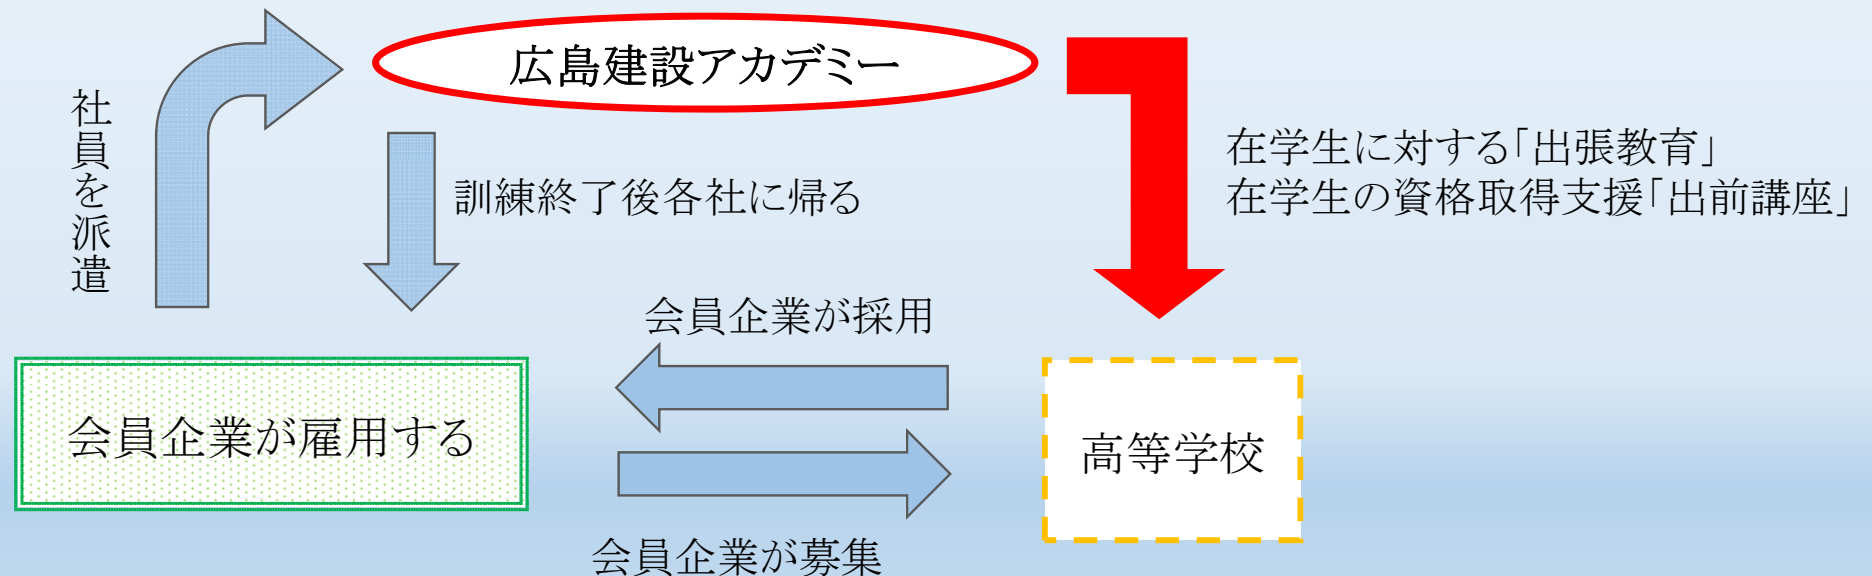 広島建設アカデミー
社員を派遣
訓練終了後各社に帰る
在学生に対する「出張教育」
在学生の資格取得支援「出前講座」
会員企業が採用
会員企業が雇用する
高等学校
会員企業が募集